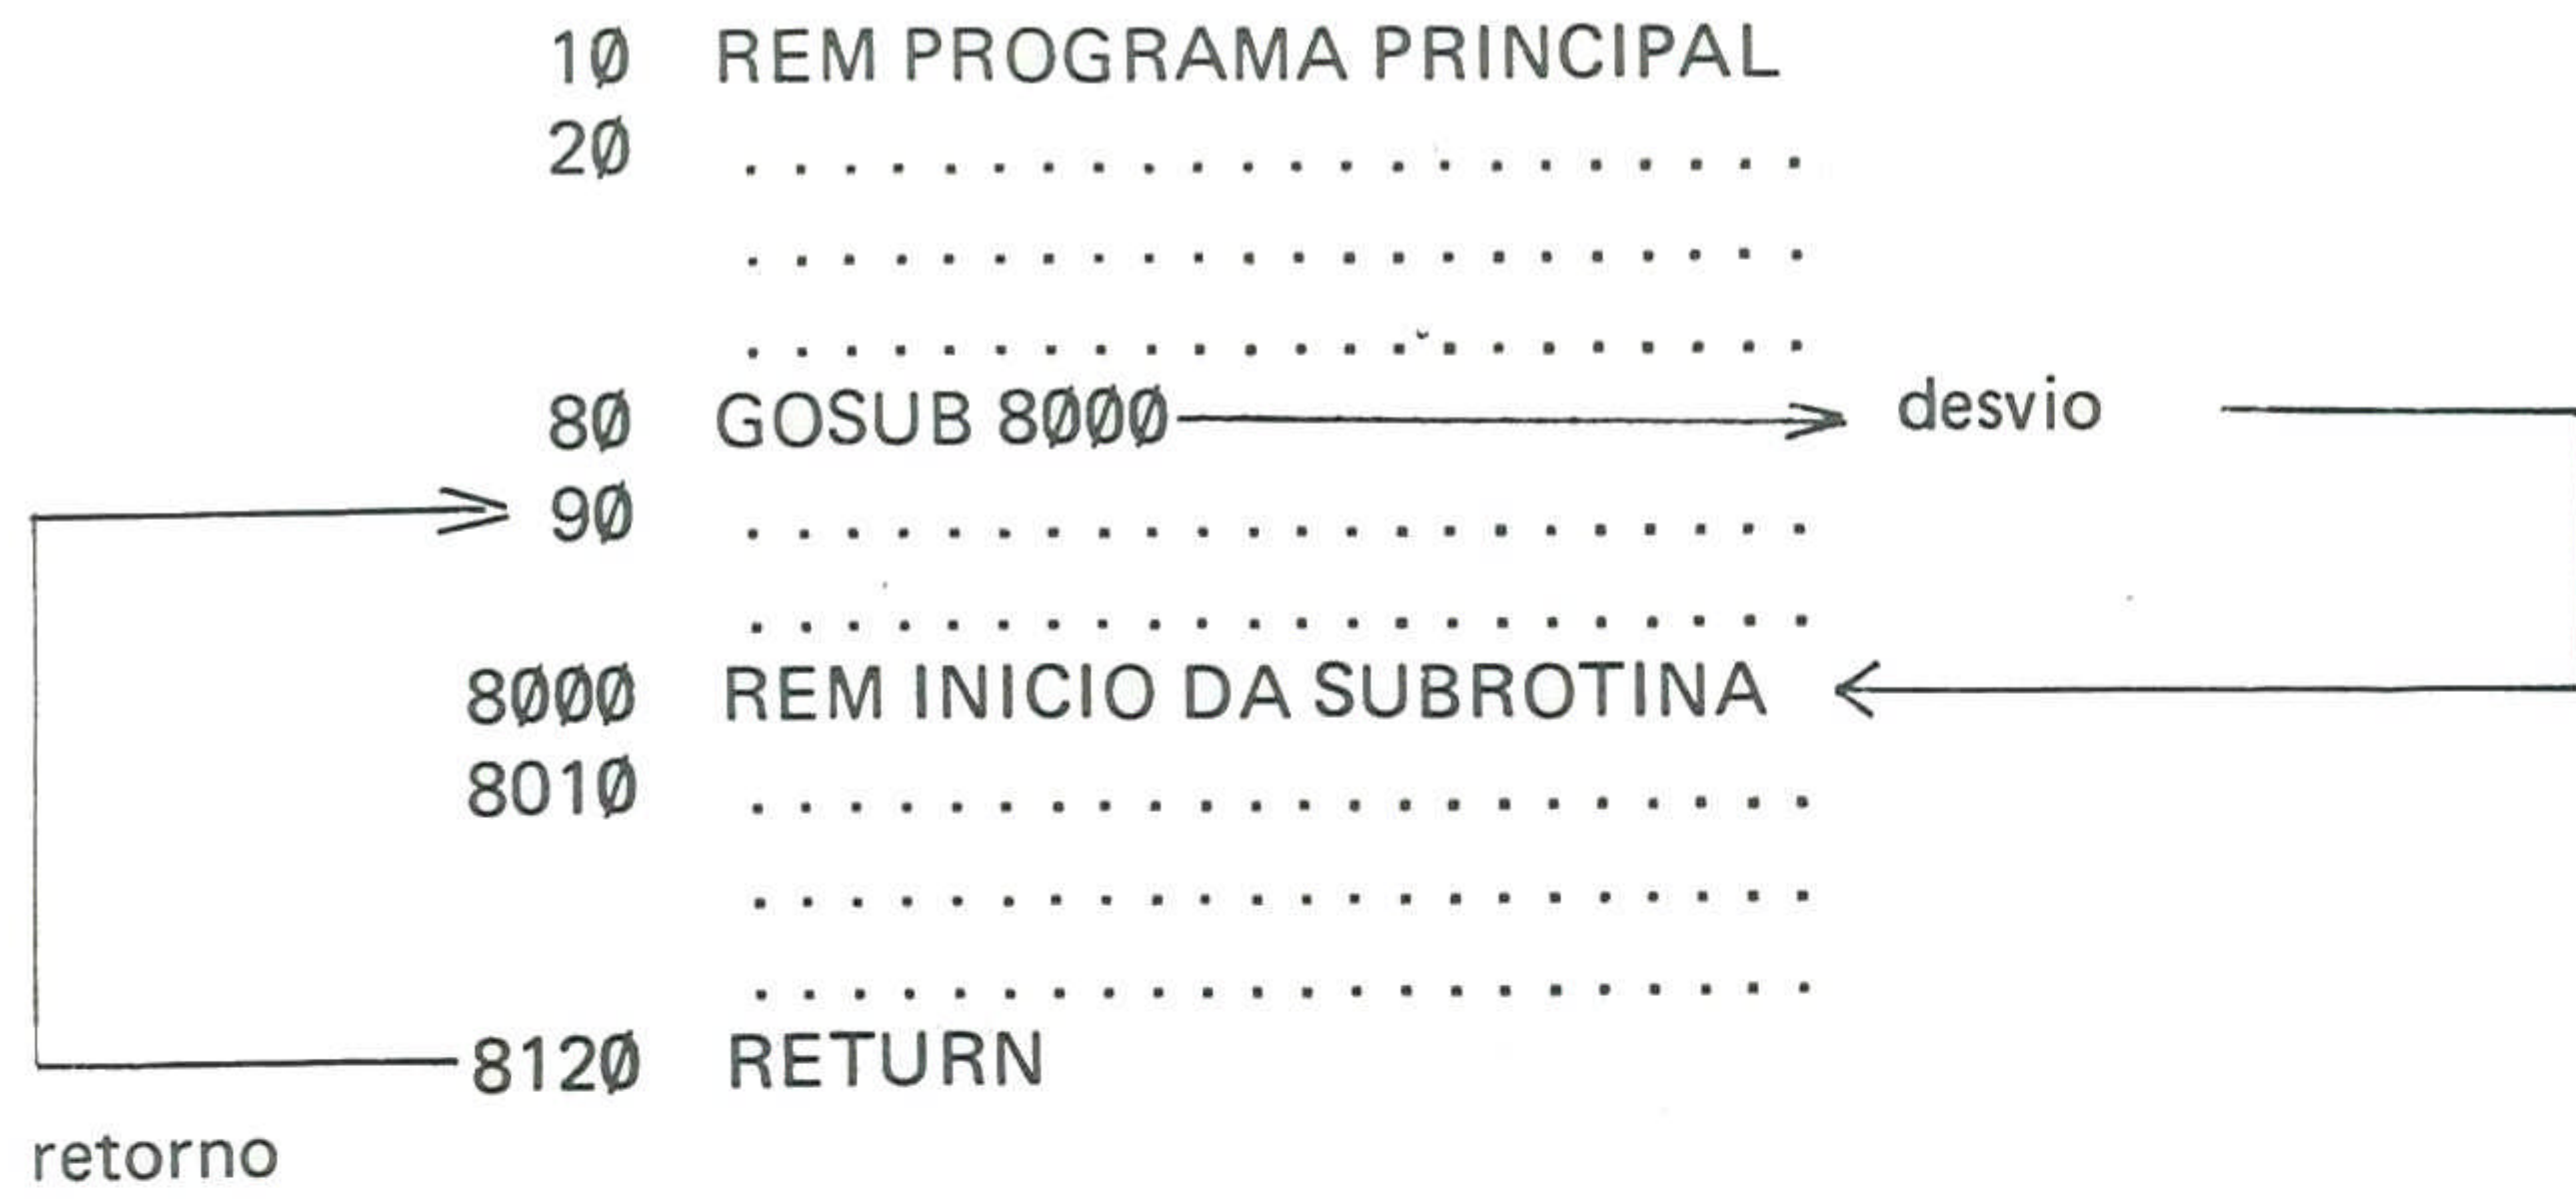 10 REM PROGRAMA PRINCIPAL
20 . . . . . . . . . . . . . . . . . . . . . .
. . . . . . . . . . . . . . . . . . . . . .
. . . . . . . . . . . . . . . . . . . . . .
80 GOSUB 8000 desvio
90 . . . . . . . . . . . . . . . . . . . . . .
. . . . . . . . . . . . . . . . . . . . . .
8000 REM INICIO DA SUBROTINA
8010 . . . . . . . . . . . . . . . . . . . . . .
. . . . . . . . . . . . . . . . . . . . . .
. . . . . . . . . . . . . . . . . . . . . .
8120 RETURN
retorno